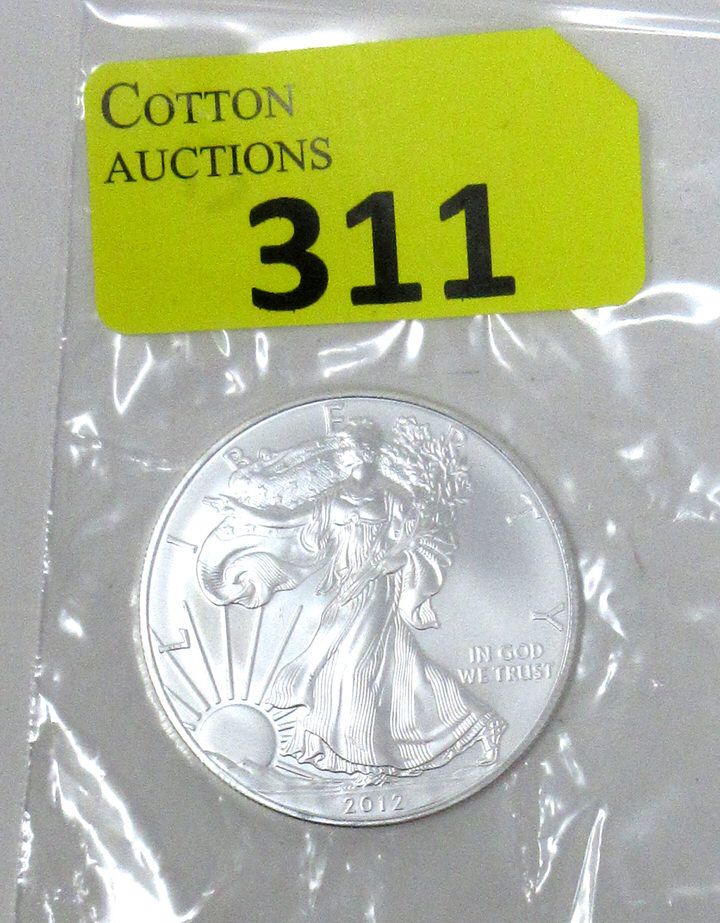 COTTON
AUCTIONS
311
LIBERTY
IN GOD
WE TRUST
2012